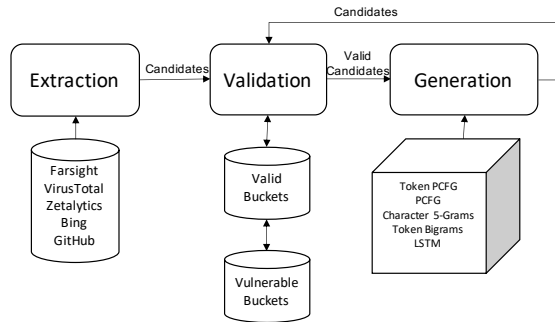 Candidates
Extraction
Candidates
Validation
Valid
Candidates
Generation
Farsight
VirusTotal
Zetalytics
Bing
GitHub
Valid
Buckets
Vulnerable
Buckets
Token PCFG
PCFG
Character 5-Grams
Token Bigrams
LSTM